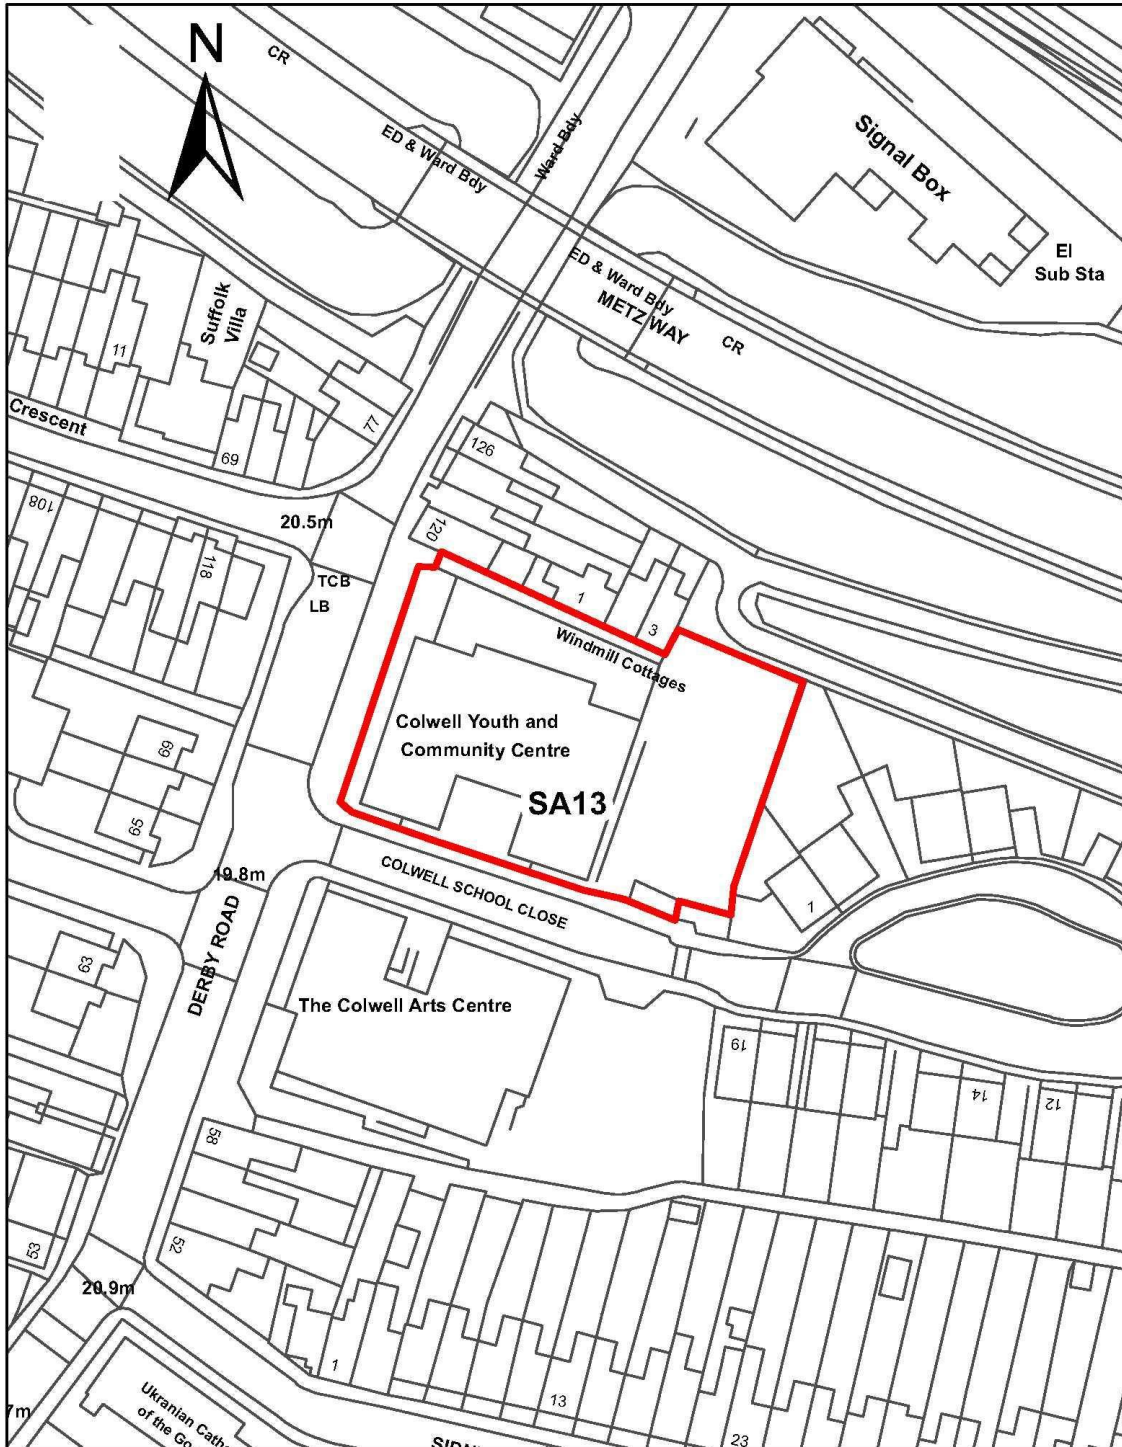 N
CR
ED & Ward Bdy
Ward Bdy
Signal Box
El
Sub Sta
ED & Ward Bdy
METZ WAY
CR
Suffolk
Villa
11
77
Crescent
69
126
108
20.5m
120
118
TCB
LB
1
3
Windmill Cottages
Colwell Youth and
Community Centre
69
SA13
65
COLWELL SCHOOL CLOSE
19.8m
1
DERBY ROAD
63
The Colwell Arts Centre
19
14
12
58
52
53
20.9m
1
13
23
7m